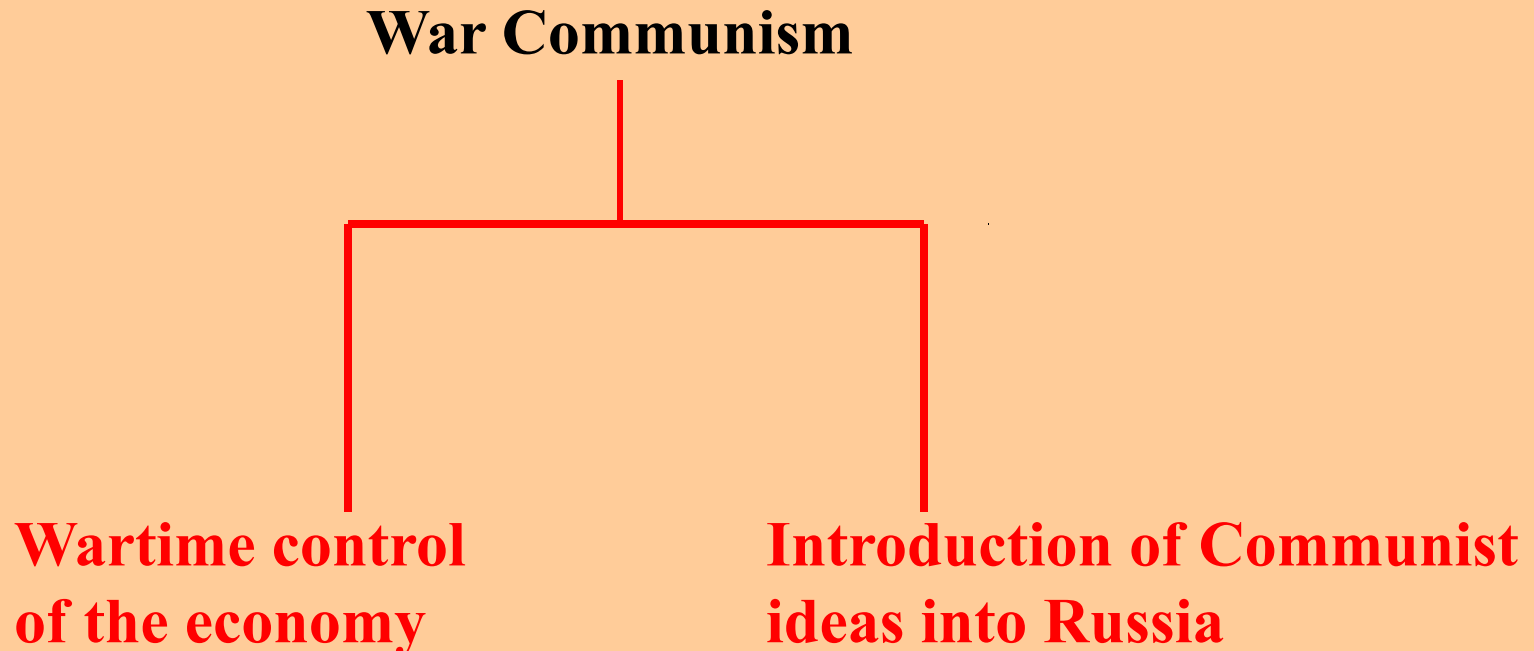 War Communism
Wartime control
of the economy
Introduction of Communist
ideas into Russia